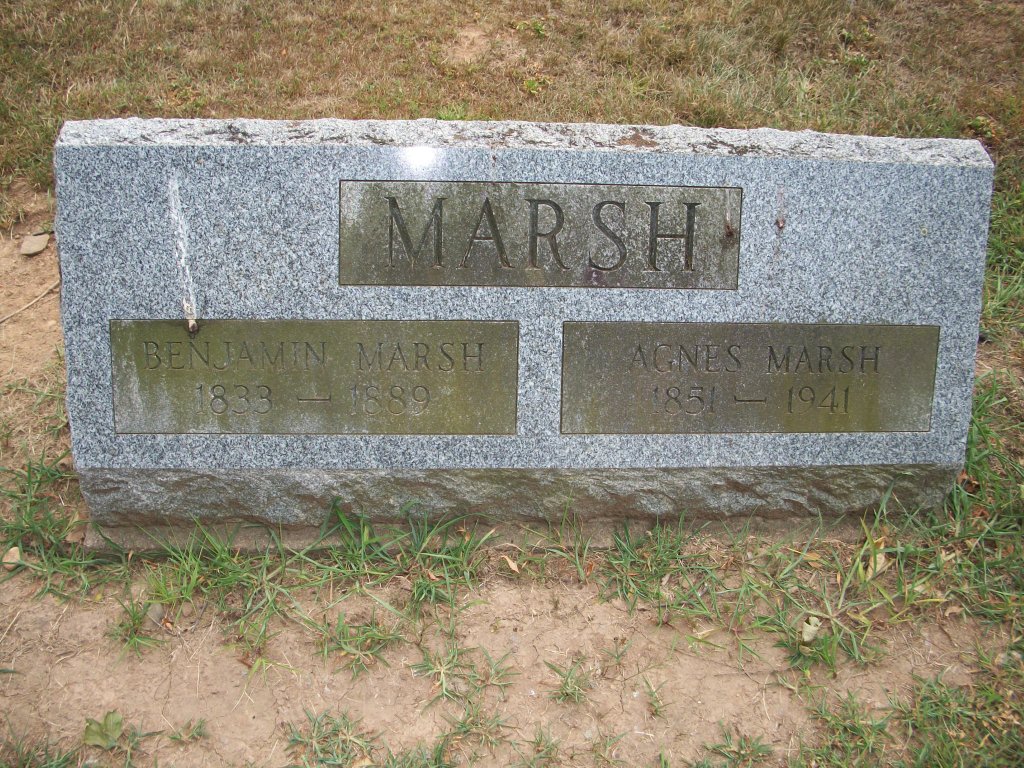 MARSH
BENJAMIN MARSH
1833 — 1889
AGNES MARSH
1851 — 1941